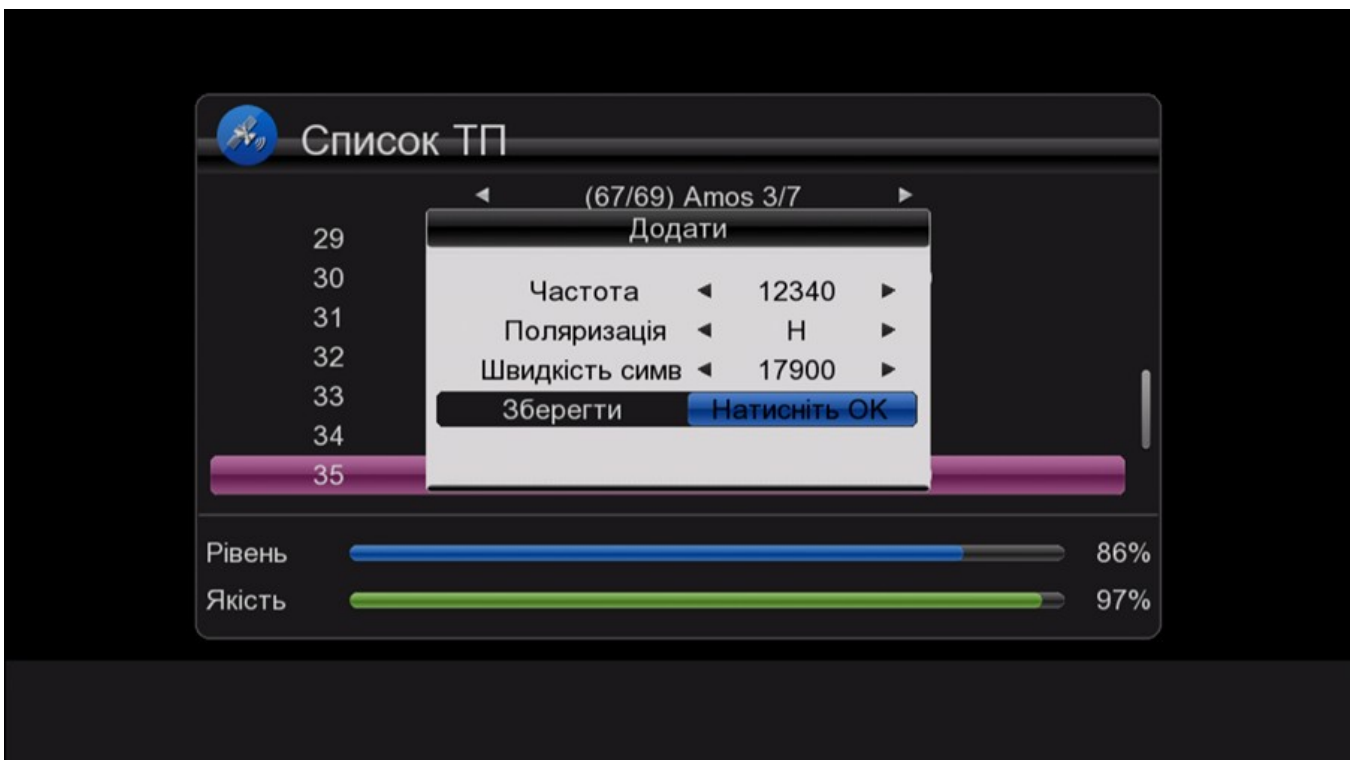 Список ТП
(67/69) Amos 3/7
Додати
29
30
31
32
33
34
35
Частота 12340
Поляризація H
Швидкість симв 17900
Зберегти Натисніть OK
Рівень 86%
Якість 97%